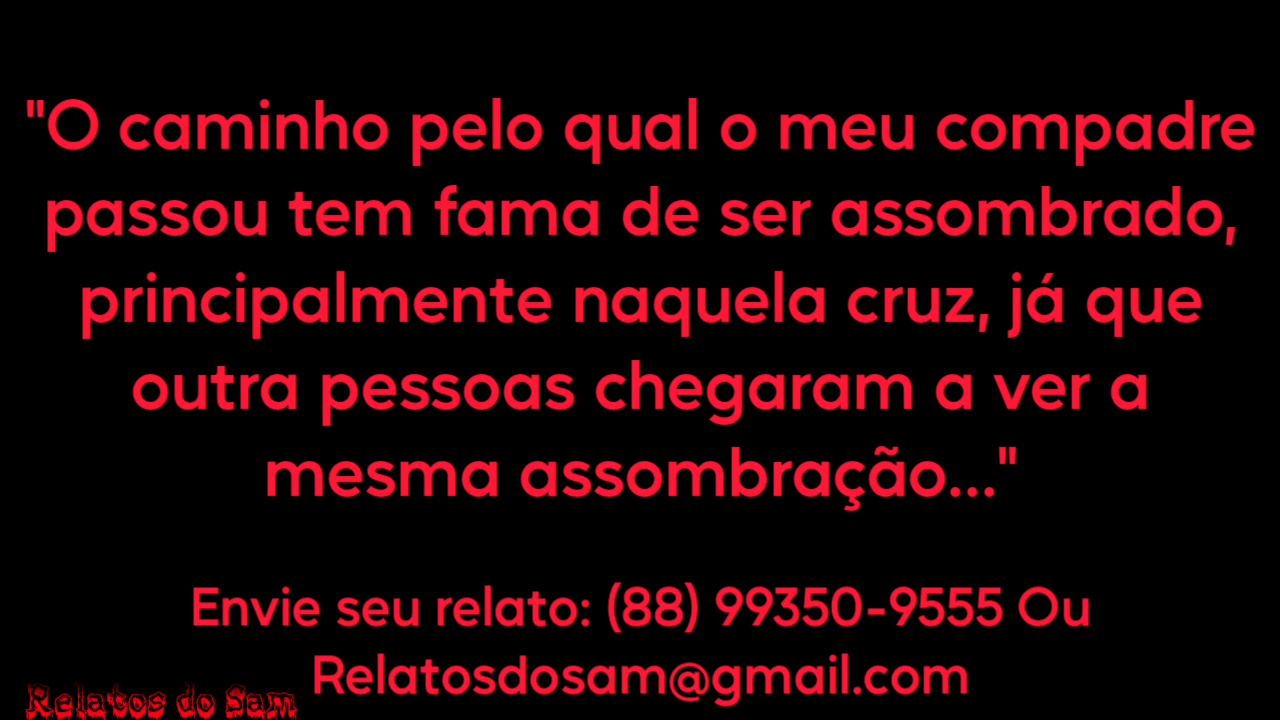 "O caminho pelo qual o meu compadre
passou tem fama de ser assombrado,
principalmente naquela cruz, já que
outra pessoas chegaram a ver a
mesma assombração..."
Envie seu relato: (88) 99350-9555 Ou
Relatosdosam@gmail.com
Relatos do Sam